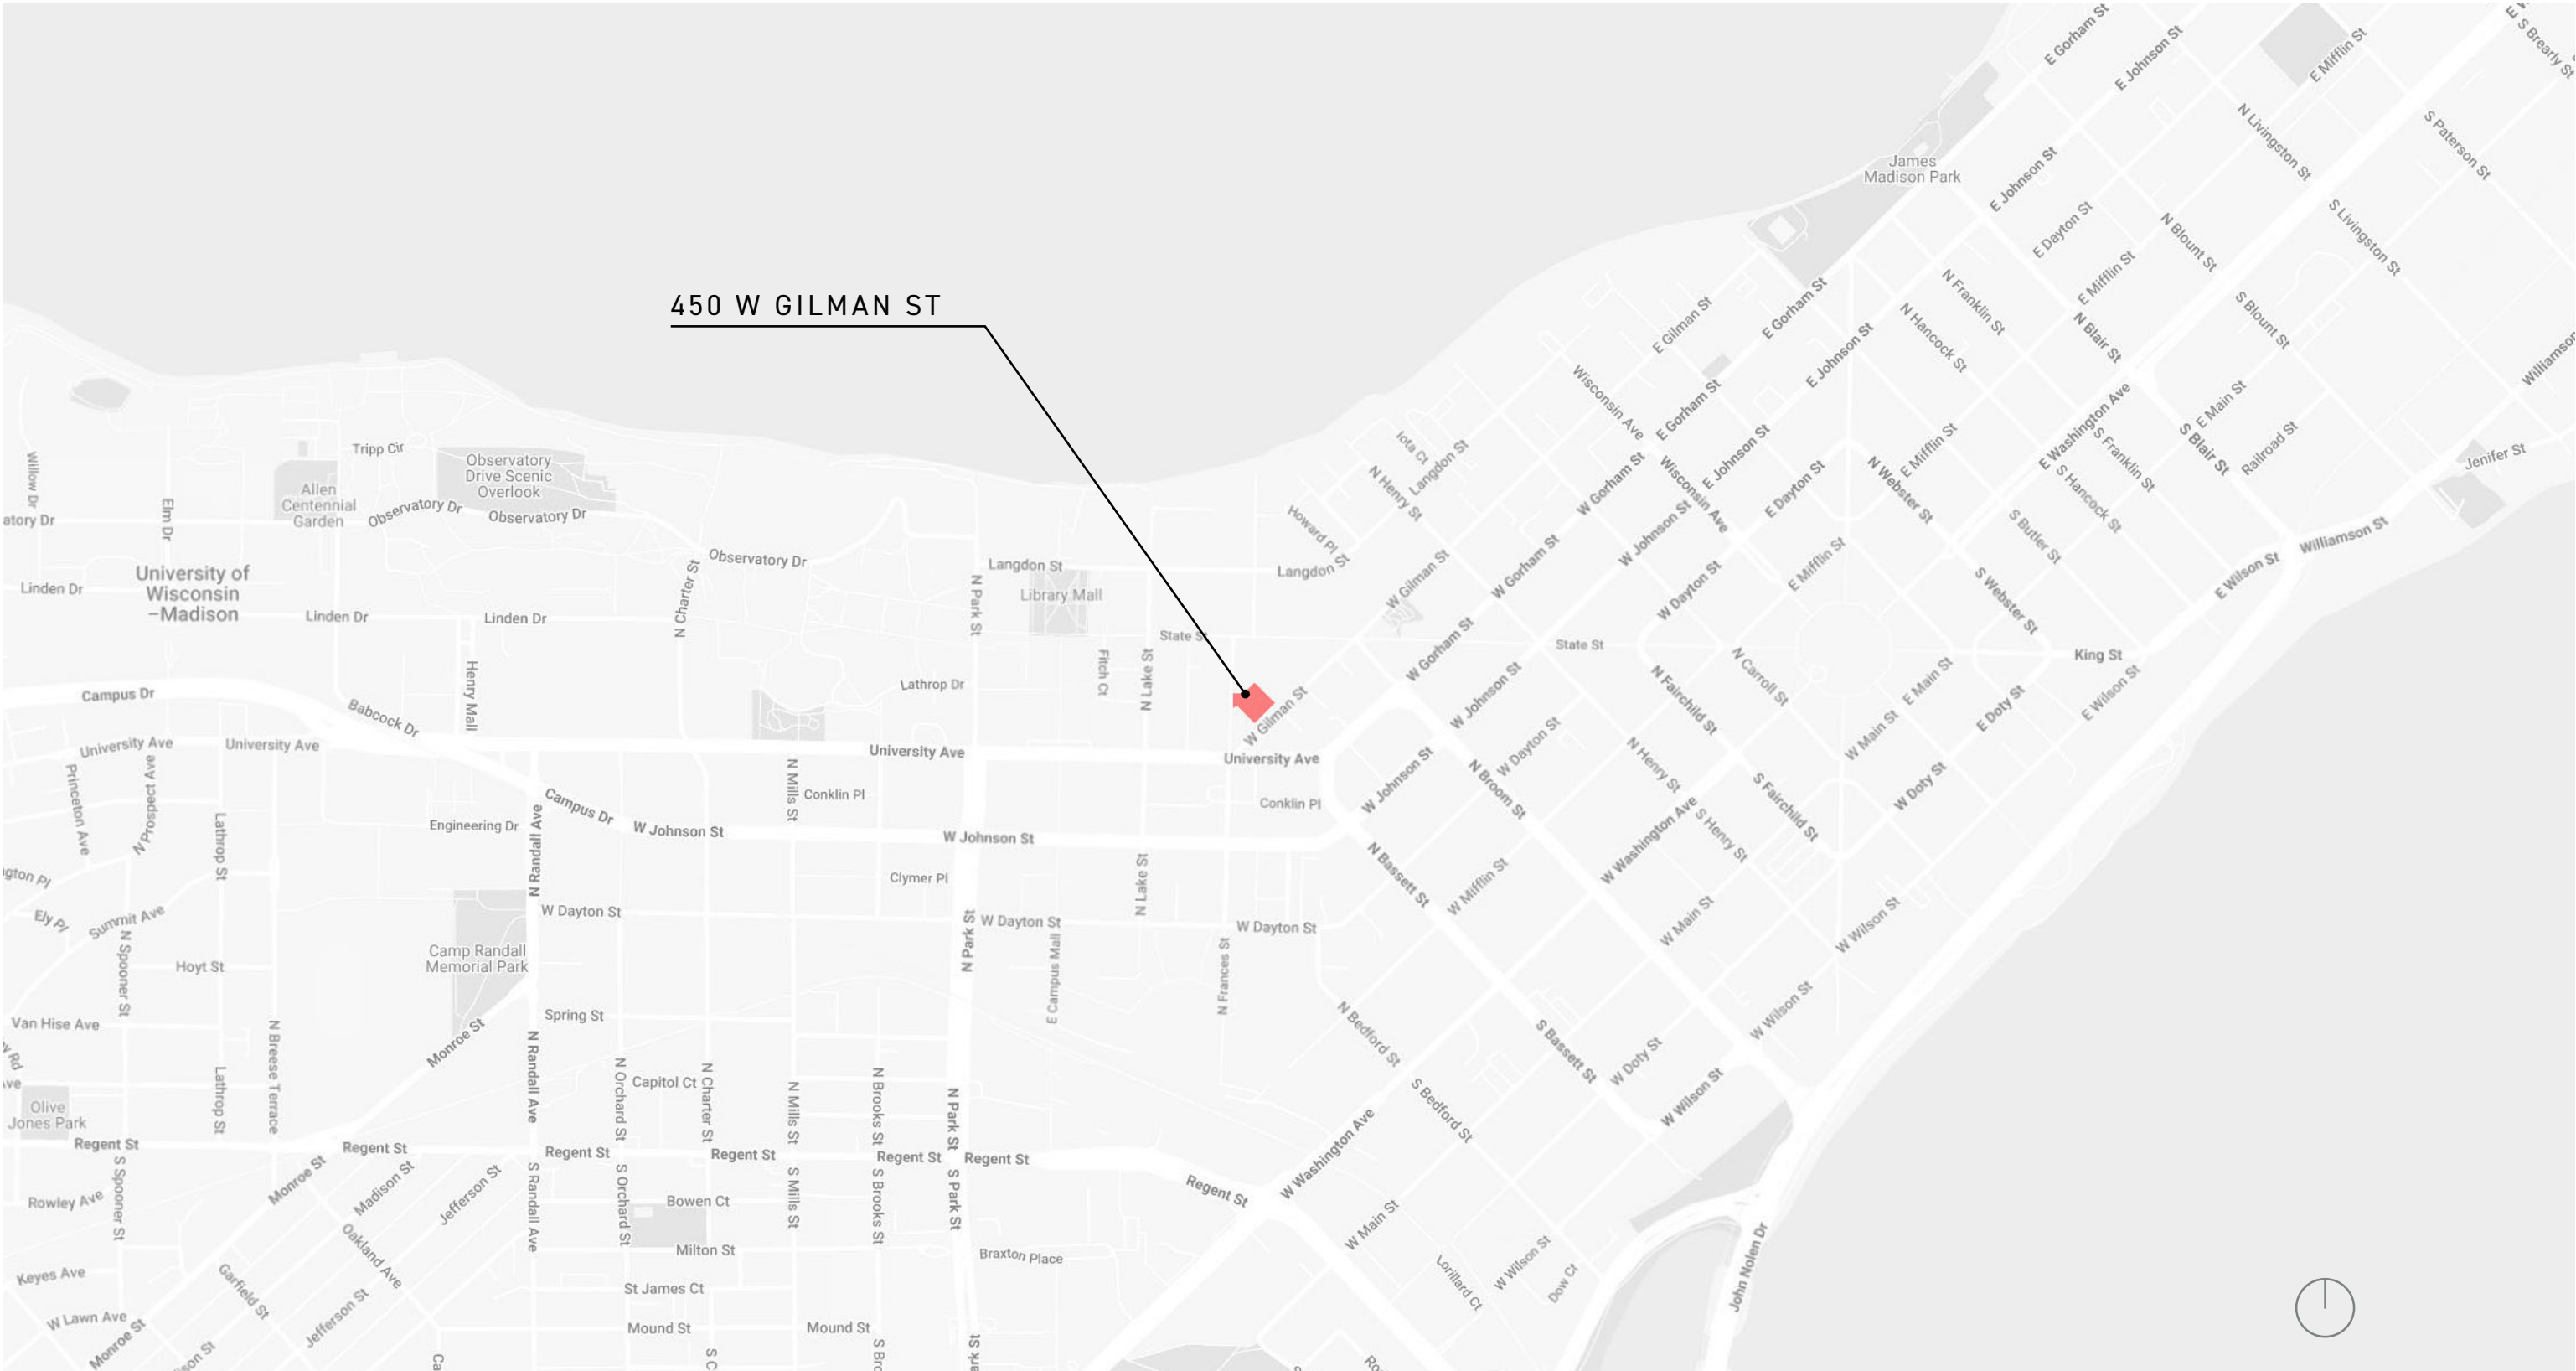 450 W GILMAN ST
E Gorham St
E Johnson St
E Mifflin St
S Brearly St
N Livingston St
S Paterson St
James
Madison Park
E Johnson St
E Dayton St
N Blount St
S Livingston St
E Mifflin St
E Gilman St
E Gorham St
N Franklin St
N Hancock St
N Blair St
S Blount St
E Johnson St
Wisconsin Ave
E Gorham St
E Washington Ave
E Main St
S Blair St
Railroad St
Jenifer St
Iota Ct
Langdon St
N Henry St
W Gorham St
Wisconsin Ave
E Johnson St
E Dayton St
E Mifflin St
N Webster St
S Franklin St
S Hancock St
Willow Dr
Tripp Cir
Observatory
Drive Scenic
Overlook
Allen
Centennial
Garden
Observatory Dr
Observatory Dr
atory Dr
Elm Dr
Observatory Dr
N Charter St
Howard Pl
Langdon St
W Johnson St
S Butler St
Williamson St
E Wilson St
University of
Wisconsin
–Madison
Linden Dr
Linden Dr
Linden Dr
Langdon St
Library Mall
N Park St
W Gilman St
W Gorham St
W Dayton St
E Mifflin St
S Webster St
State St
Fitch Ct
N Lake St
W Gorham St
State St
King St
Henry Mall
Lathrop Dr
Campus Dr
Babcock Dr
W Gilman St
W Johnson St
N Fairchild St
N Carroll St
E Main St
E Doty St
E Wilson St
University Ave
University Ave
University Ave
University Ave
W Dayton St
N Henry St
W Main St
Princeton Ave
N Prospect Ave
N Mills St
Conklin Pl
Conklin Pl
W Johnson St
N Broom St
S Fairchild St
W Doty St
Lathrop St
Engineering Dr
Campus Dr
W Johnson St
W Johnson St
N Randall Ave
W Washington Ave
S Henry St
gton Pl
Ely Pl
Summit Ave
Clymer Pl
N Lake St
N Bassett St
W Mifflin St
W Dayton St
W Dayton St
W Dayton St
W Main St
W Wilson St
N Spooner St
Hoyt St
Camp Randall
Memorial Park
N Park St
E Campus Mall
N Frances St
Van Hise Ave
N Breese Terrace
Monroe St
Spring St
N Randall Ave
N Bedford St
W Wilson St
S Bassett St
W Doty St
Lathrop St
N Orchard St
Capitol Ct
N Charter St
N Mills St
N Brooks St
N Park St
S Bedford St
W Wilson St
Olive
Jones Park
Regent St
Regent St
Regent St
Regent St
Regent St
Regent St
Regent St
W Washington Ave
S Spooner St
Rowley Ave
Monroe St
Madison St
Jefferson St
S Randall Ave
S Orchard St
Bowen Ct
S Mills St
S Brooks St
S Park St
W Main St
Milton St
Braxton Place
Oakland Ave
Keyes Ave
Garfield St
Jefferson St
St James Ct
W Wilson St
Lorillard Ct
Dow Ct
John Nolen Dr
W Lawn Ave
Monroe St
Mound St
Mound St